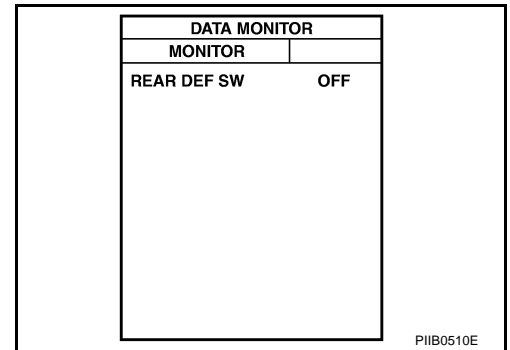 DATA MONITOR
MONITOR
REAR DEF SW OFF
PIIB0510E